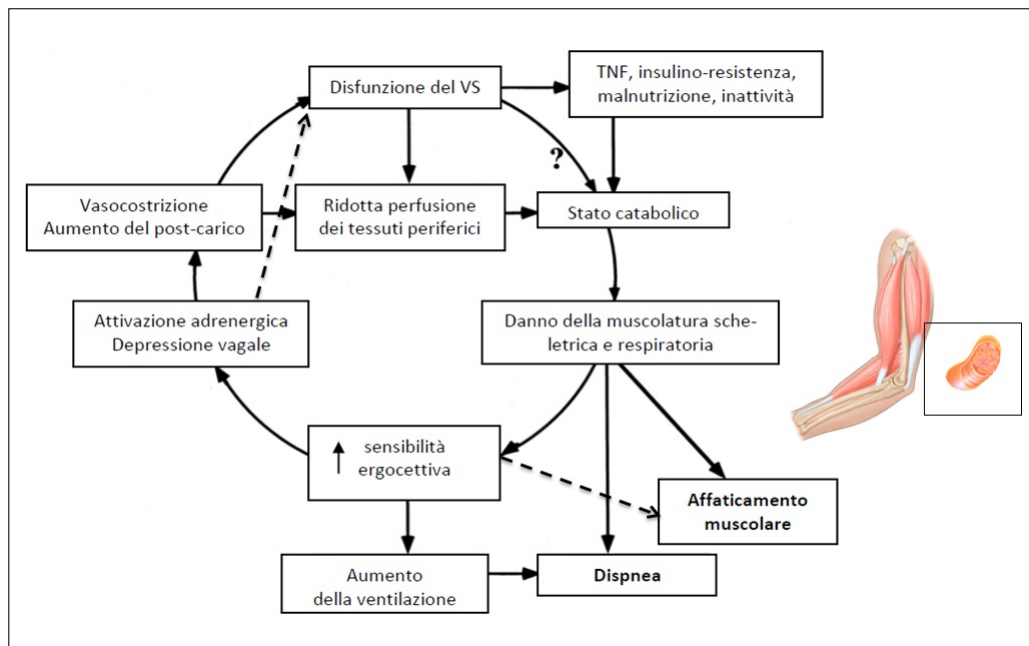 Disfunzione del VS
TNF, insulino-resistenza,
malnutrizione, inattività
?
Vasocostrizione
Aumento del post-carico
Ridotta perfusione
dei tessuti periferici
Stato catabolico
Attivazione adrenergica
Depressione vagale
Danno della muscolatura sche-
letrica e respiratoria
sensibilità
ergocettiva
Affaticamento
muscolare
Aumento
della ventilazione
Dispnea